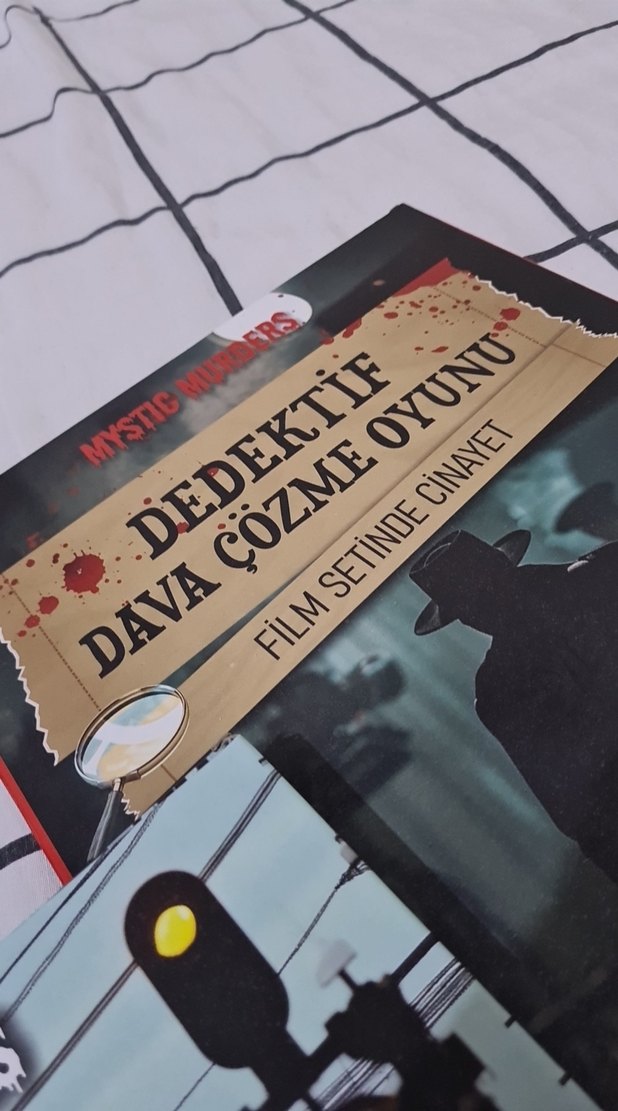 MYSTIC MURDERS
DEDEKTİF
DAVA ÇÖZME OYUNU
FİLM SETİNDE CİNAYET